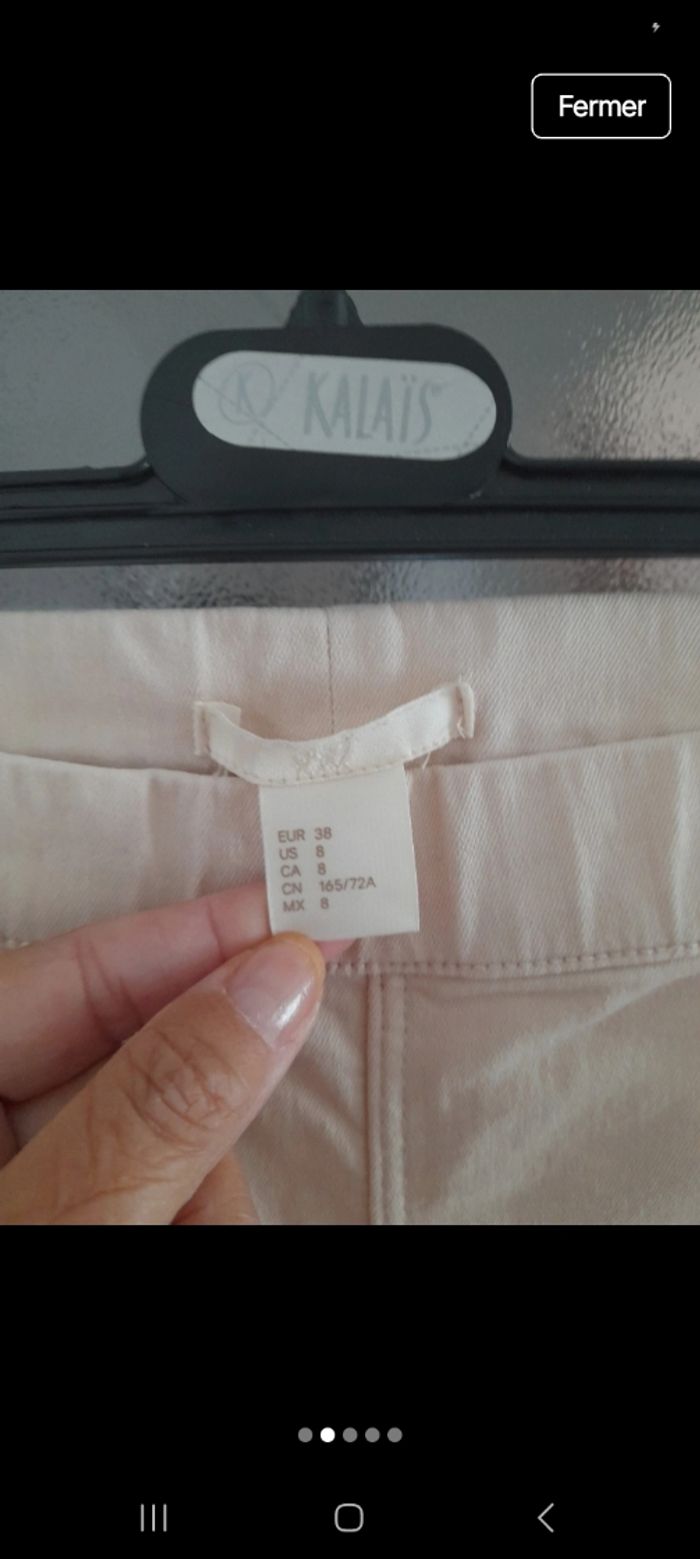 Fermer
KALAÏS
EUR 38
US 8
CA 8
CN 165/72A
MX 8